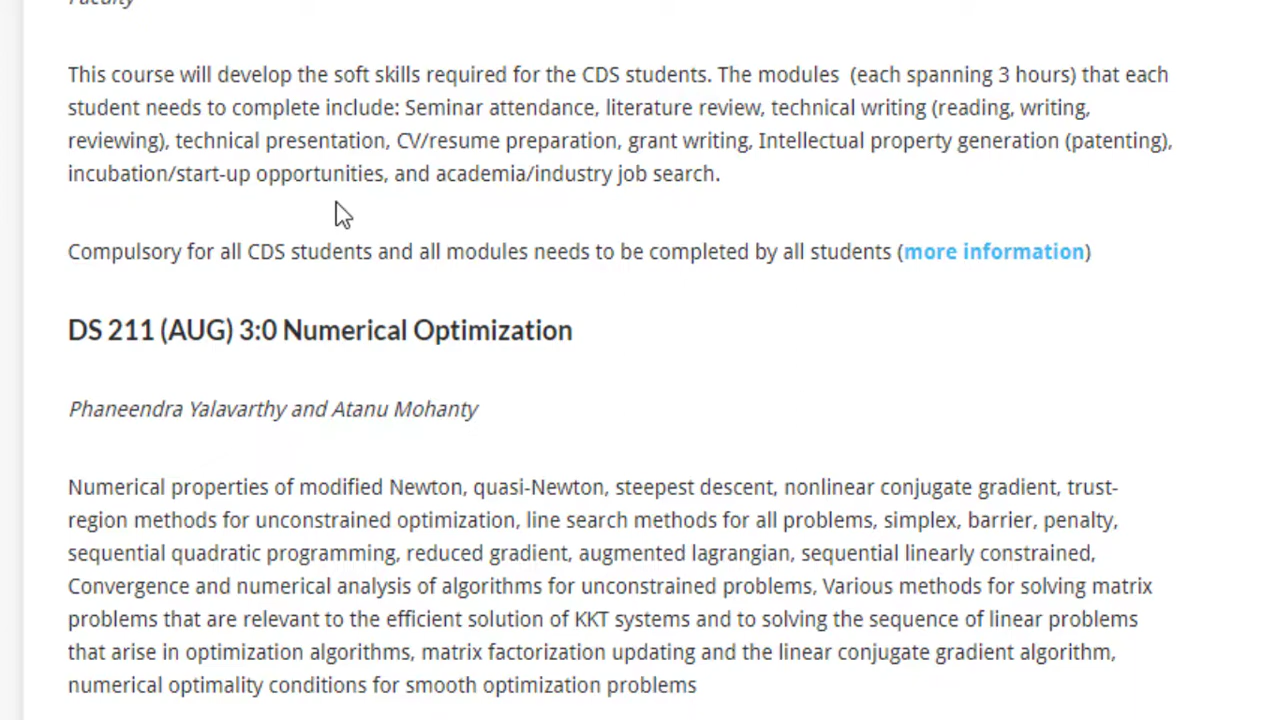 Faculty
This course will develop the soft skills required for the CDS students. The modules  (each spanning 3 hours) that each
student needs to complete include: Seminar attendance, literature review, technical writing (reading, writing,
reviewing), technical presentation, CV/resume preparation, grant writing, Intellectual property generation (patenting),
incubation/start-up opportunities, and academia/industry job search.
Compulsory for all CDS students and all modules needs to be completed by all students (more information)
DS 211 (AUG) 3:0 Numerical Optimization
Phaneendra Yalavarthy and Atanu Mohanty
Numerical properties of modified Newton, quasi-Newton, steepest descent, nonlinear conjugate gradient, trust-
region methods for unconstrained optimization, line search methods for all problems, simplex, barrier, penalty,
sequential quadratic programming, reduced gradient, augmented lagrangian, sequential linearly constrained,
Convergence and numerical analysis of algorithms for unconstrained problems, Various methods for solving matrix
problems that are relevant to the efficient solution of KKT systems and to solving the sequence of linear problems
that arise in optimization algorithms, matrix factorization updating and the linear conjugate gradient algorithm,
numerical optimality conditions for smooth optimization problems